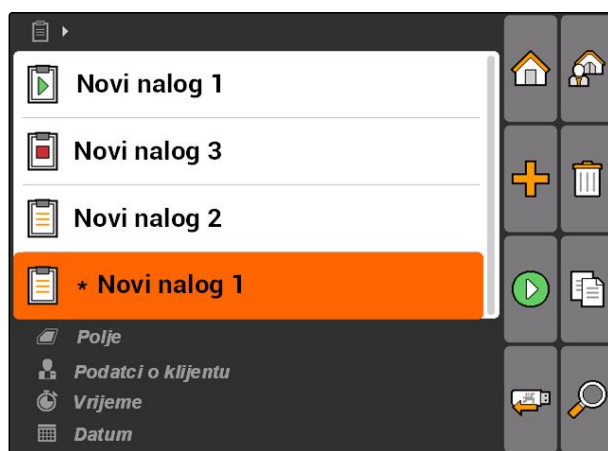 Novi nalog 1
Novi nalog 3
Novi nalog 2
* Novi nalog 1
Polje
Podatci o klijentu
Vrijeme
Datum